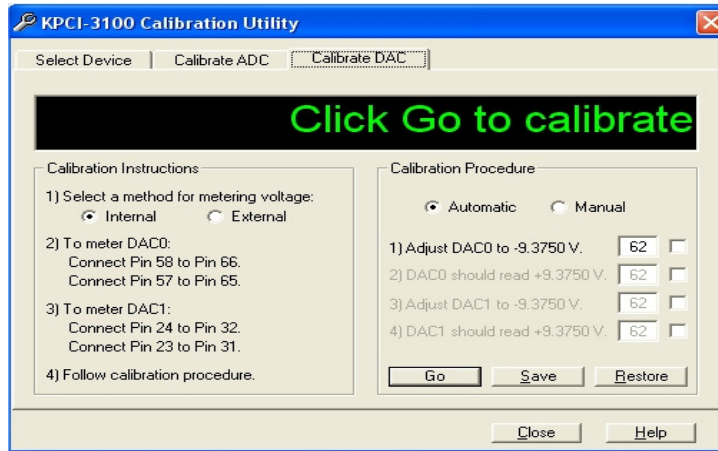 KPCI-3100 Calibration Utility
Select Device
Calibrate ADC
Calibrate DAC
Click Go to calibrate
Calibration Instructions
1) Select a method for metering voltage:
Internal
External
2) To meter DAC0:
Connect Pin 58 to Pin 66.
Connect Pin 57 to Pin 65.
3) To meter DAC1:
Connect Pin 24 to Pin 32.
Connect Pin 23 to Pin 31.
4) Follow calibration procedure.
Calibration Procedure
Automatic
Manual
1) Adjust DAC0 to -9.3750 V. 62
2) DAC0 should read +9.3750 V. 62
3) Adjust DAC1 to -9.3750 V. 62
4) DAC1 should read +9.3750 V. 62
Go
Save
Restore
Close
Help